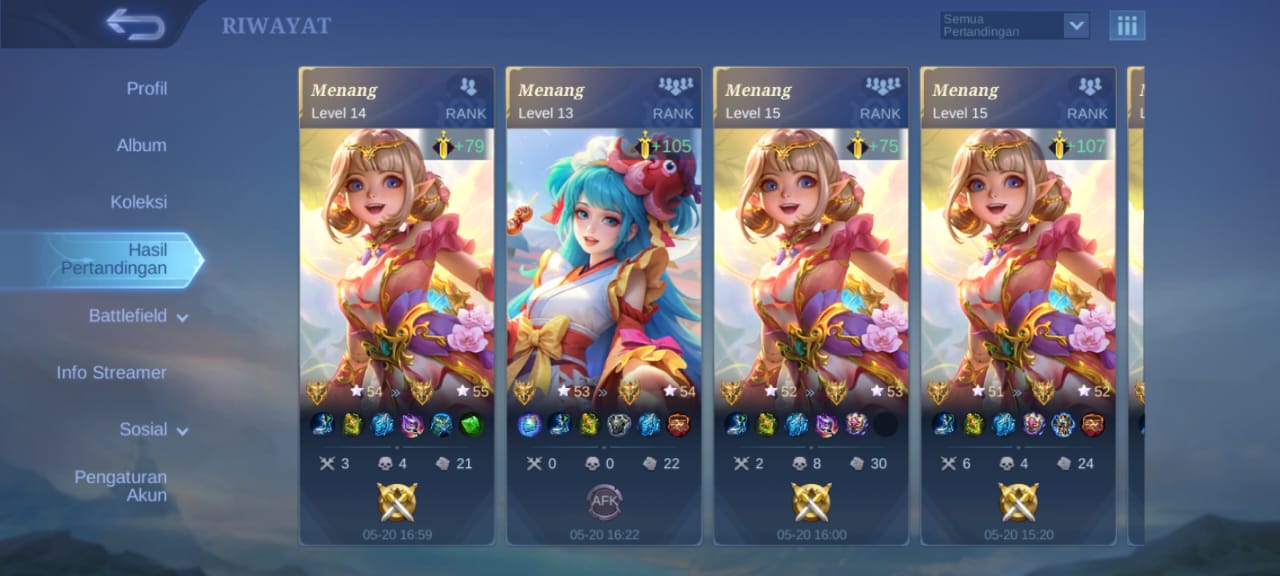 RIWAYAT
Semua
Pertandingan
Profil
Album
Koleksi
Hasil
Pertandingan
Battlefield
Info Streamer
Sosial
Pengaturan
Akun
Menang
Level 14
RANK
+79
54 » 55
3 4 21
05-20 16:59
Menang
Level 13
RANK
+105
53 » 54
0 0 22
AFK
05-20 16:22
Menang
Level 15
RANK
+75
52 » 53
2 8 30
05-20 16:00
Menang
Level 15
RANK
+107
51 » 52
6 4 24
05-20 15:20